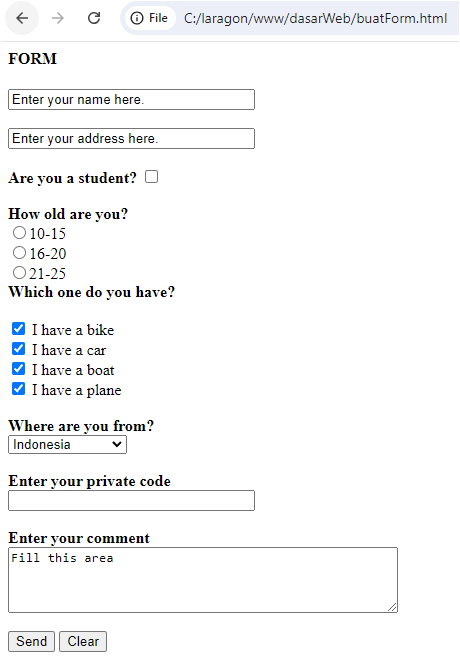 File C:/laragon/www/dasarWeb/buatForm.html
FORM
Enter your name here.
Enter your address here.
Are you a student?
How old are you?
10-15
16-20
21-25
Which one do you have?
I have a bike
I have a car
I have a boat
I have a plane
Where are you from?
Indonesia
Enter your private code
Enter your comment
Fill this area
Send Clear